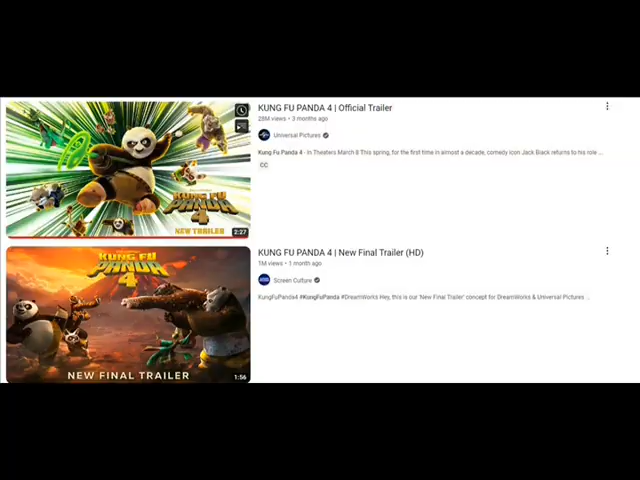 KUNG FU PANDA 4 | Official Trailer
28M views • 3 months ago
Universal Pictures
Kung Fu Panda 4 - In Theaters March 8 This spring, for the first time in almost a decade, comedy icon Jack Black returns to his role ...
CC
KUNG FU PANDA 4
NEW TRAILER
2:27
KUNG FU PANDA 4 | New Final Trailer (HD)
1M views • 1 month ago
Screen Culture
KungFuPanda4 #KungFuPanda #DreamWorks Hey, this is our 'New Final Trailer' concept for DreamWorks & Universal Pictures ...
KUNG FU
PANDA
4
NEW FINAL TRAILER
1:56